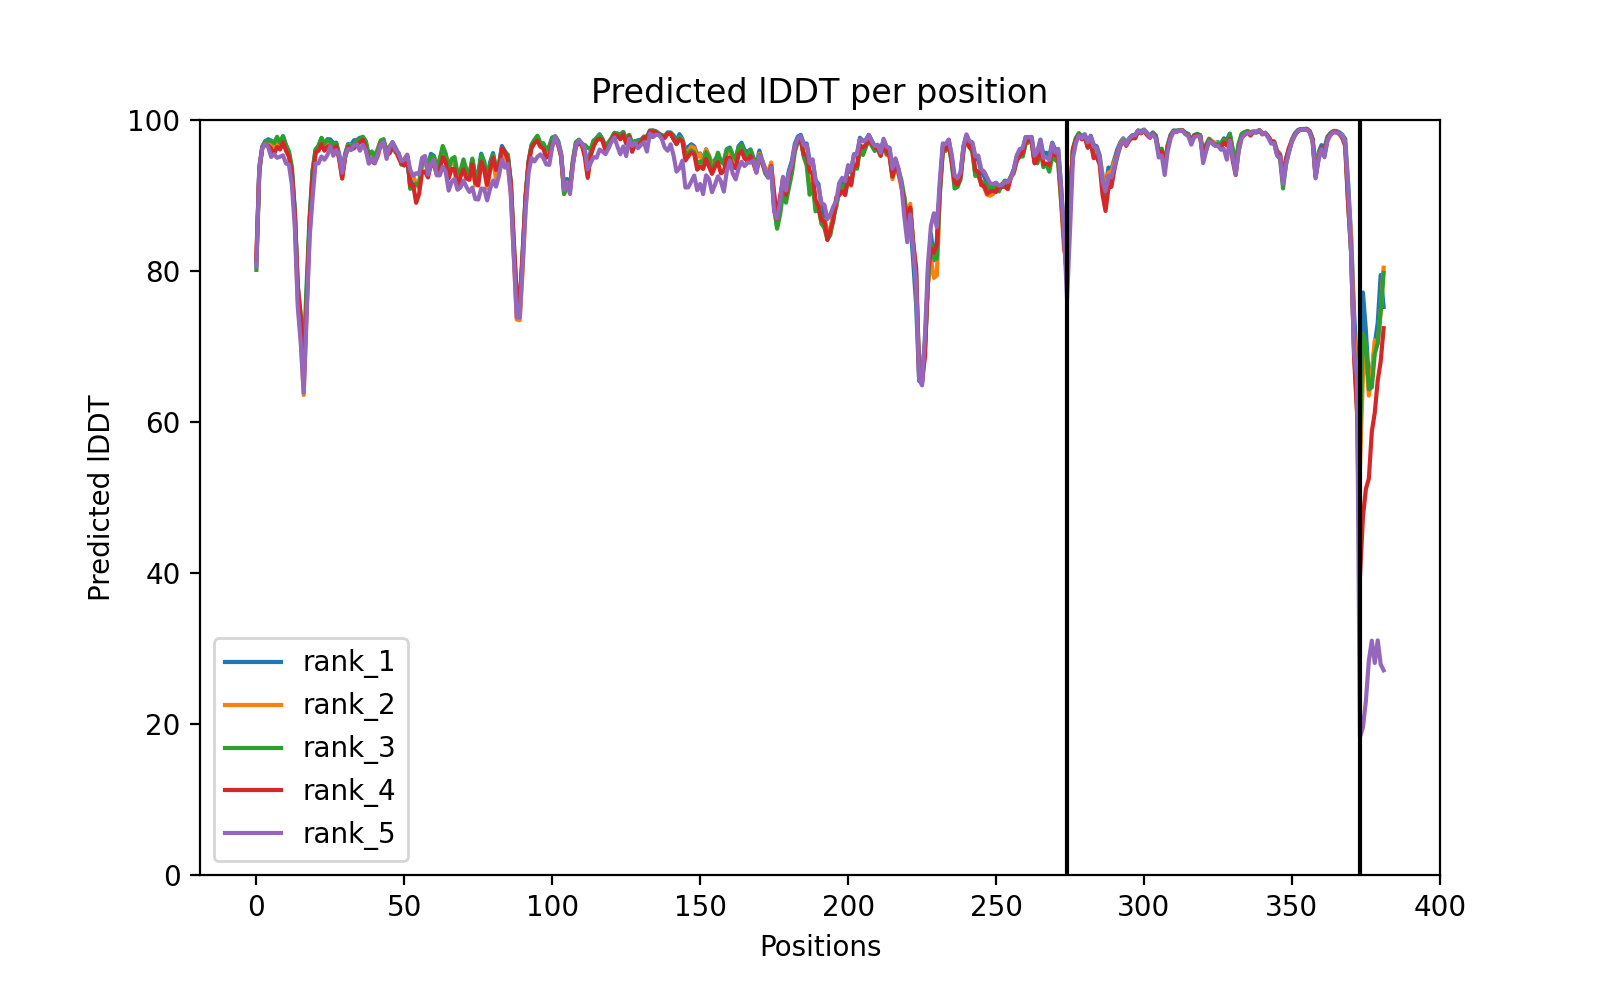 Predicted lDDT per position
100
80
60
40
20
0
Predicted lDDT
rank_1
rank_2
rank_3
rank_4
rank_5
0 50 100 150 200 250 300 350 400
Positions